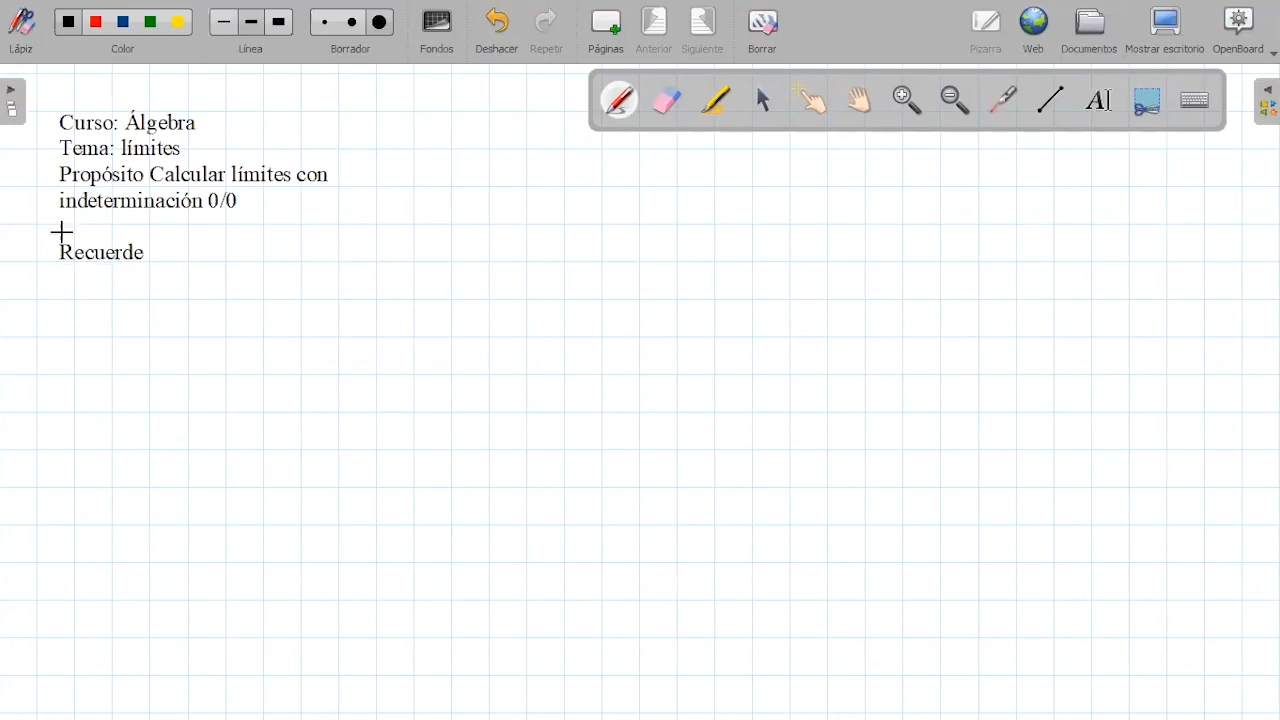 Lápiz
Color
Línea
Borrador
Fondos
Deshacer
Repetir
Páginas
Anterior
Siguiente
Borrar
Pizarra
Web
Documentos
Mostrar escritorio
OpenBoard
Curso: Álgebra
Tema: límites
Propósito Calcular límites con
indeterminación 0/0
Recuerde